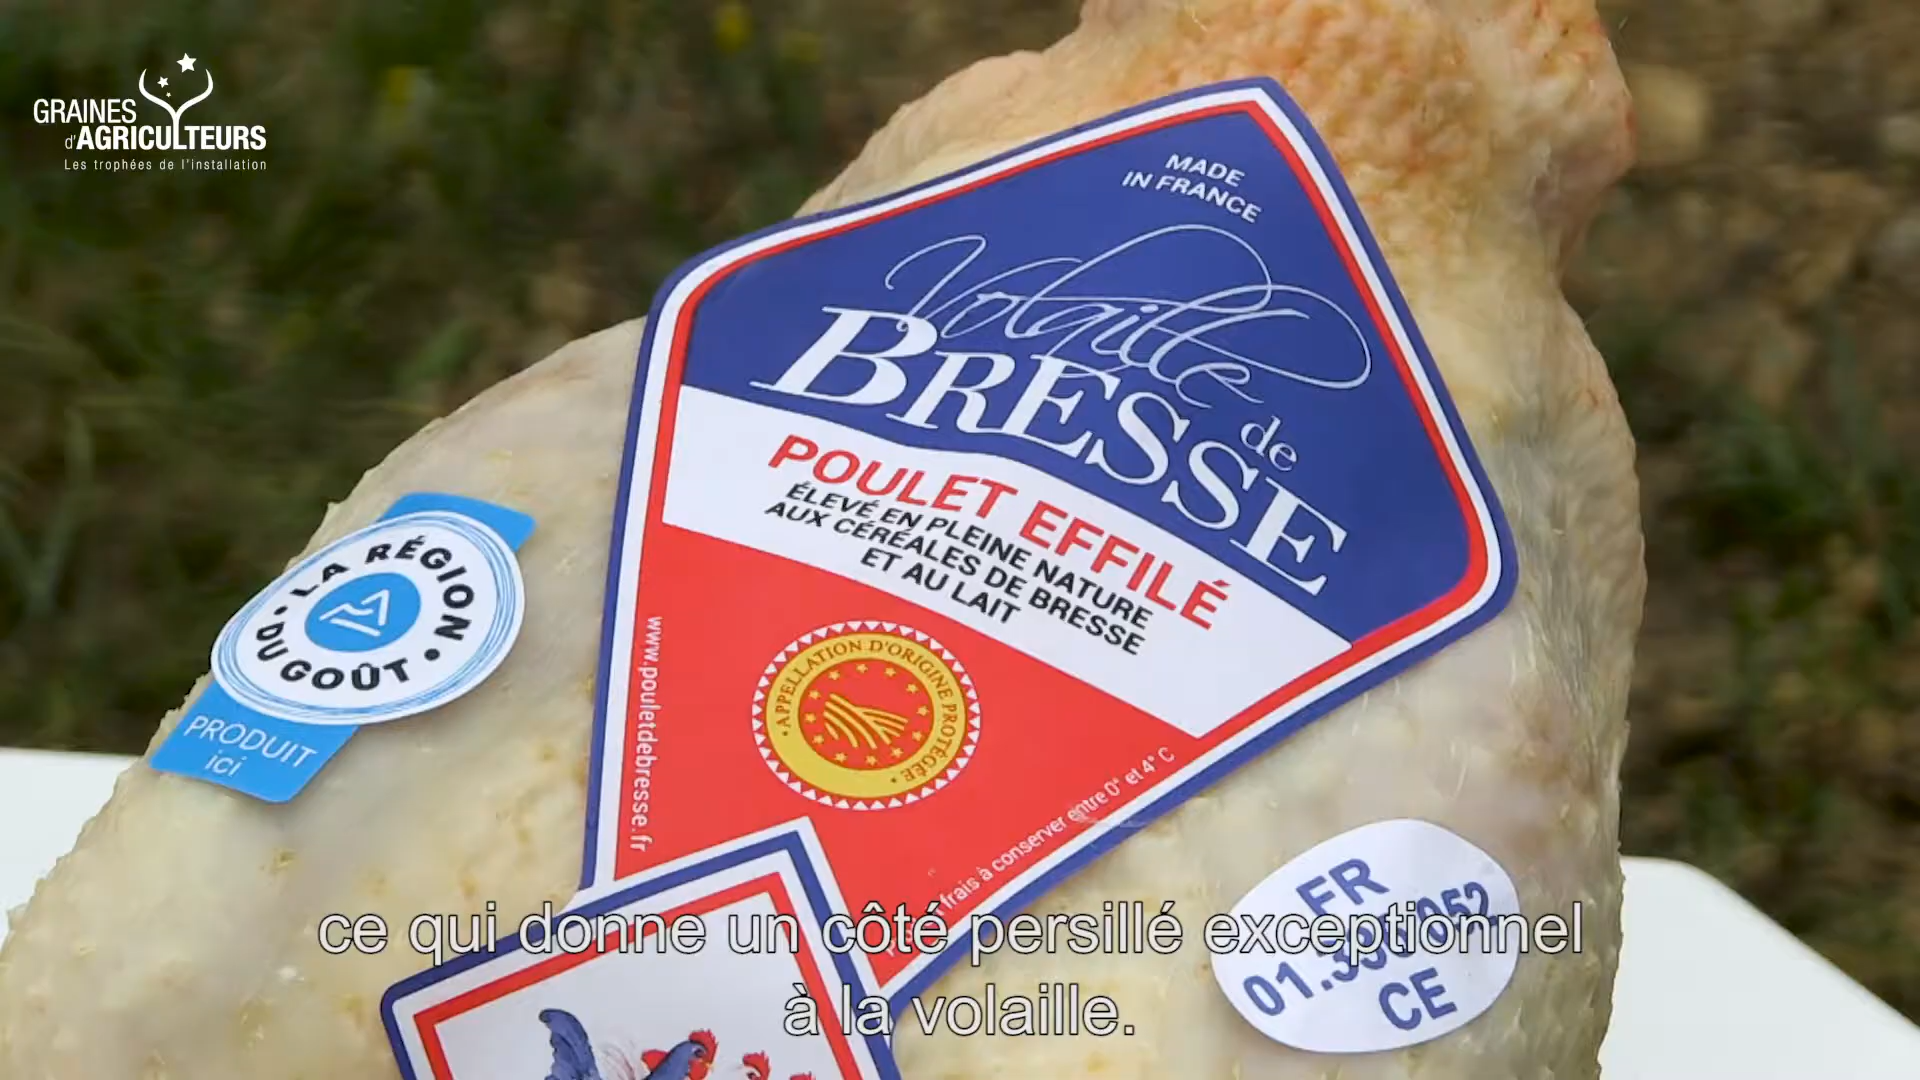 GRAINES
d'AGRICULTEURS
Les trophées de l'installation
MADE
IN FRANCE
Volaille
de
BRESSE
POULET EFFILÉ
ÉLEVÉ EN PLEINE NATURE
AUX CÉRÉALES DE BRESSE
ET AU LAIT
• LA RÉGION •
DU GOÛT
PRODUIT
ici
www.pouletdebresse.fr
• APPELLATION D'ORIGINE PROTÉGÉE •
frais à conserver entre 0° et 4° C
FR
052
CE
ce qui donne un côté persillé exceptionnel
à la volaille.